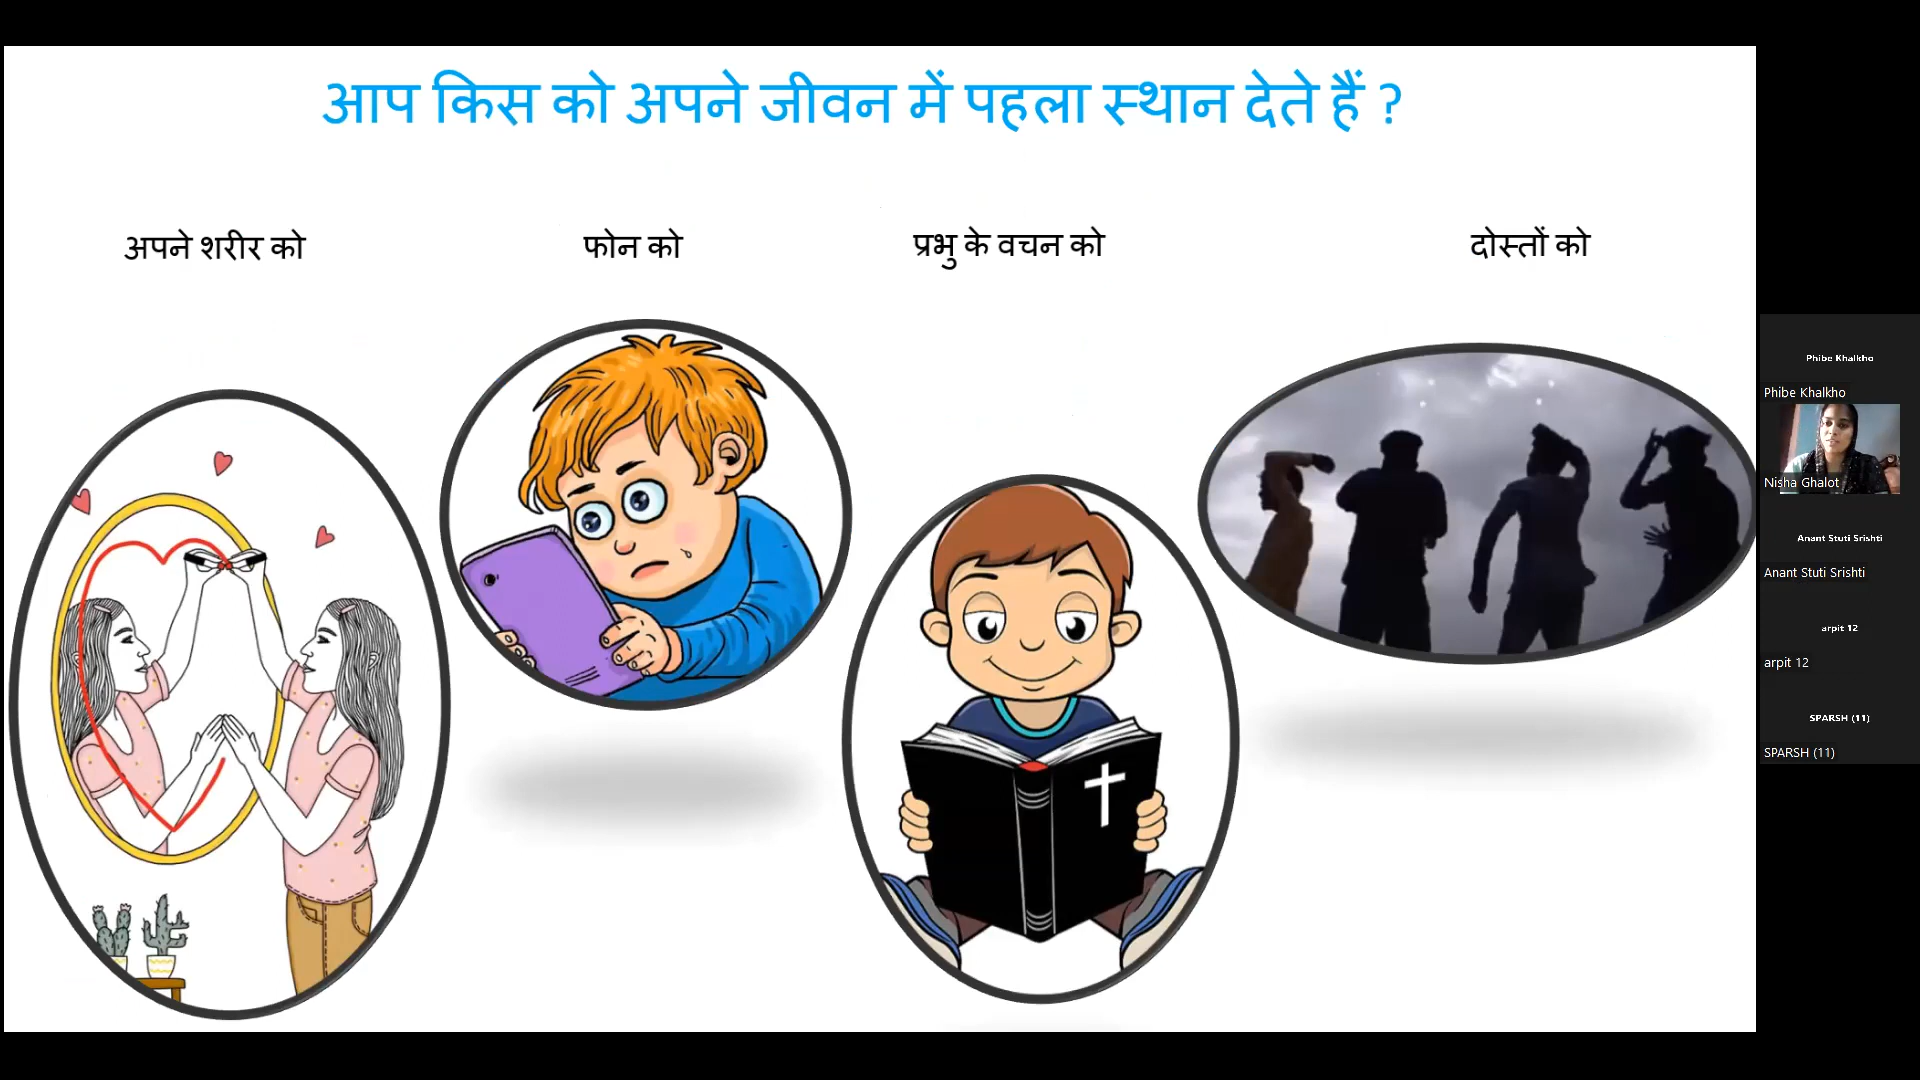 आप किस को अपने जीवन में पहला स्थान देते हैं ?
अपने शरीर को
फोन को
प्रभु के वचन को
दोस्तों को
Phibe Khalkho
Phibe Khalkho
Nisha Ghalot
Anant Stuti Srishti
Anant Stuti Srishti
arpit 12
arpit 12
SPARSH (11)
SPARSH (11)